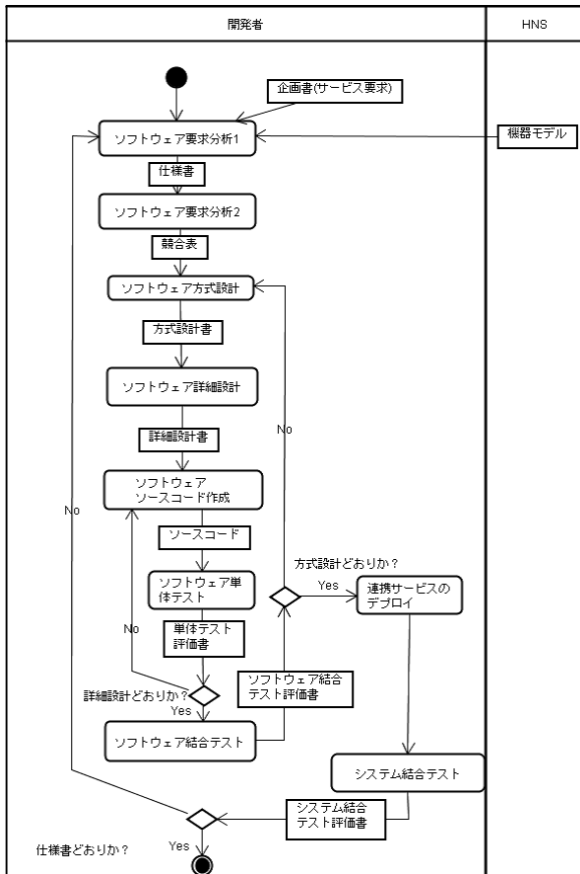 開発者
HNS
企画書(サービス要求)
ソフトウェア要求分析1
機器モデル
仕様書
ソフトウェア要求分析2
競合表
ソフトウェア方式設計
方式設計書
ソフトウェア詳細設計
詳細設計書
No
ソフトウェア
ソースコード作成
No
ソースコード
方式設計どおりか？
ソフトウェア単
体テスト
Yes
連携サービスの
デプロイ
No
単体テスト
評価書
ソフトウェア結合
テスト評価書
詳細設計どおりか？
Yes
ソフトウェア結合テスト
システム結合テスト
システム結合
テスト評価書
仕様書どおりか？
Yes